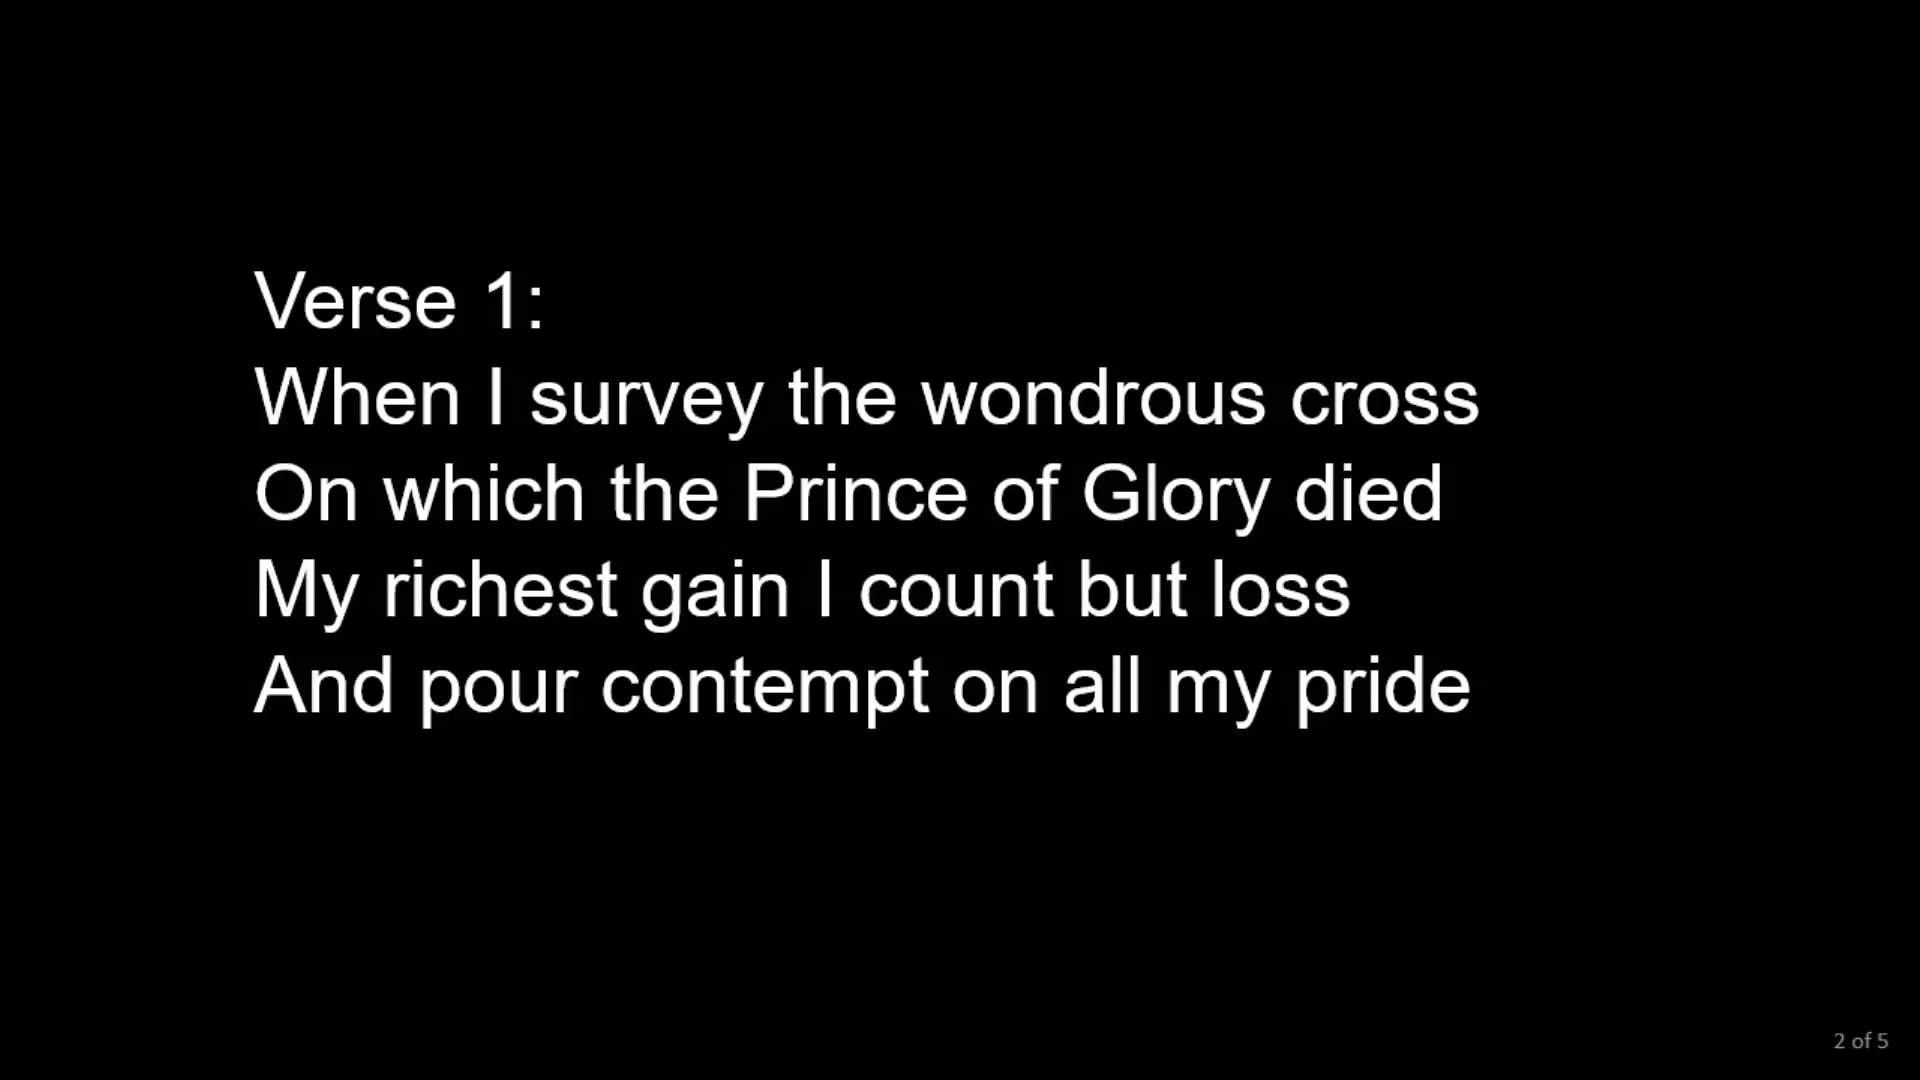 Verse 1:
When I survey the wondrous cross
On which the Prince of Glory died
My richest gain I count but loss
And pour contempt on all my pride
2 of 5